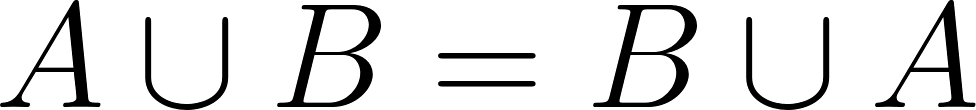 A ∪ B = B ∪ A